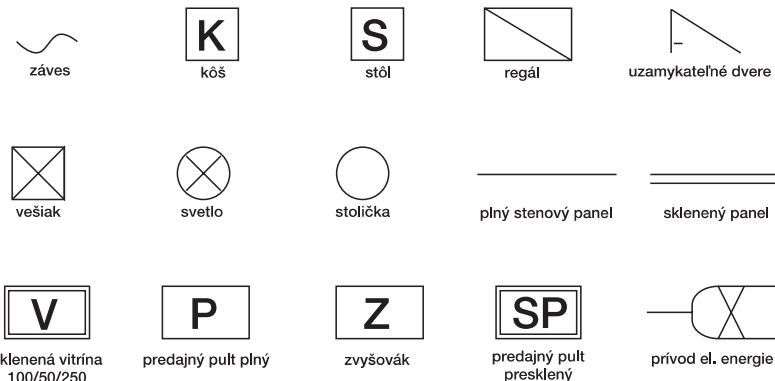 záves
K
kôš
S
stôl
regál
uzamykateľné dvere
vešiak
svetlo
stolička
plný stenový panel
sklenený panel
V
klenená vitrína
100/50/250
P
predajný pult plný
Z
zvyšovák
SP
predajný pult
presklený
prívod el. energie